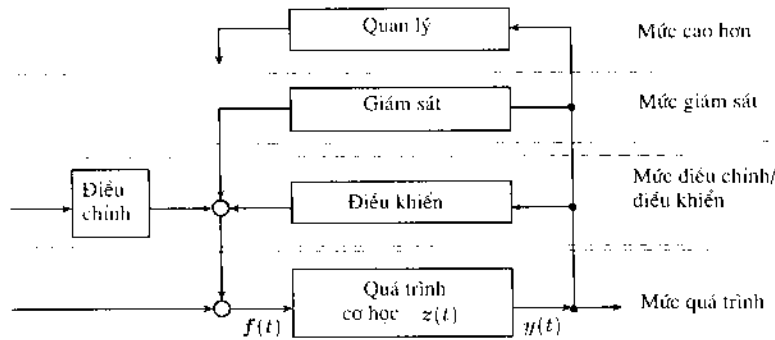 Quan lý
Mức cao hơn
Giám sát
Mức giám sát
Điều
chỉnh
Điều khiển
Mức điều chỉnh/
điều khiển
Quá trình
cơ học z(t)
f(t)
y(t)
Mức quá trình